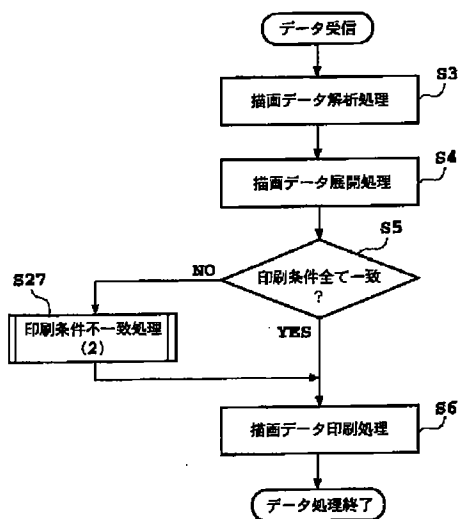 データ受信
S3
描画データ解析処理
S4
描画データ展開処理
S5
印刷条件全て一致
?
NO
S27
印刷条件不一致処理
(2)
YES
S6
描画データ印刷処理
データ処理終了